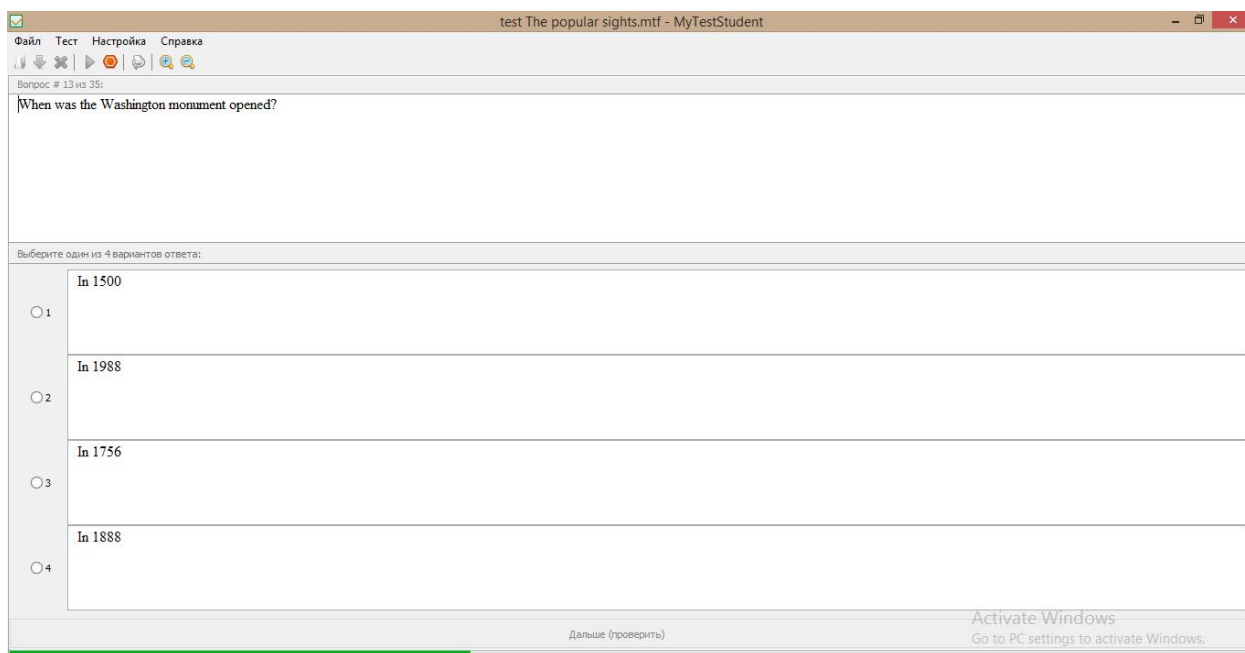 test The popular sights.mtf - MyTestStudent
Файл Тест Настройка Справка
Вопрос # 13 из 35:
When was the Washington monument opened?
Выберите один из 4 вариантов ответа:
In 1500
1
In 1988
2
In 1756
3
In 1888
4
Activate Windows
Дальше (проверить)
Go to PC settings to activate Windows.